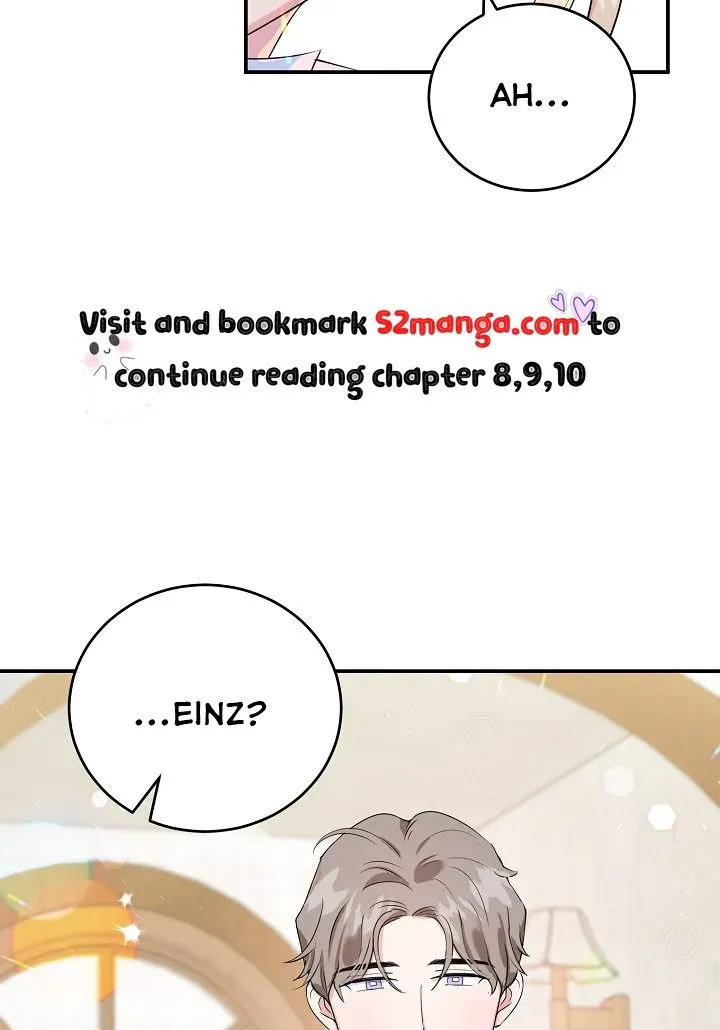 AH...
Visit and bookmark S2manga.com to
continue reading chapter 8,9,10
...EINZ?